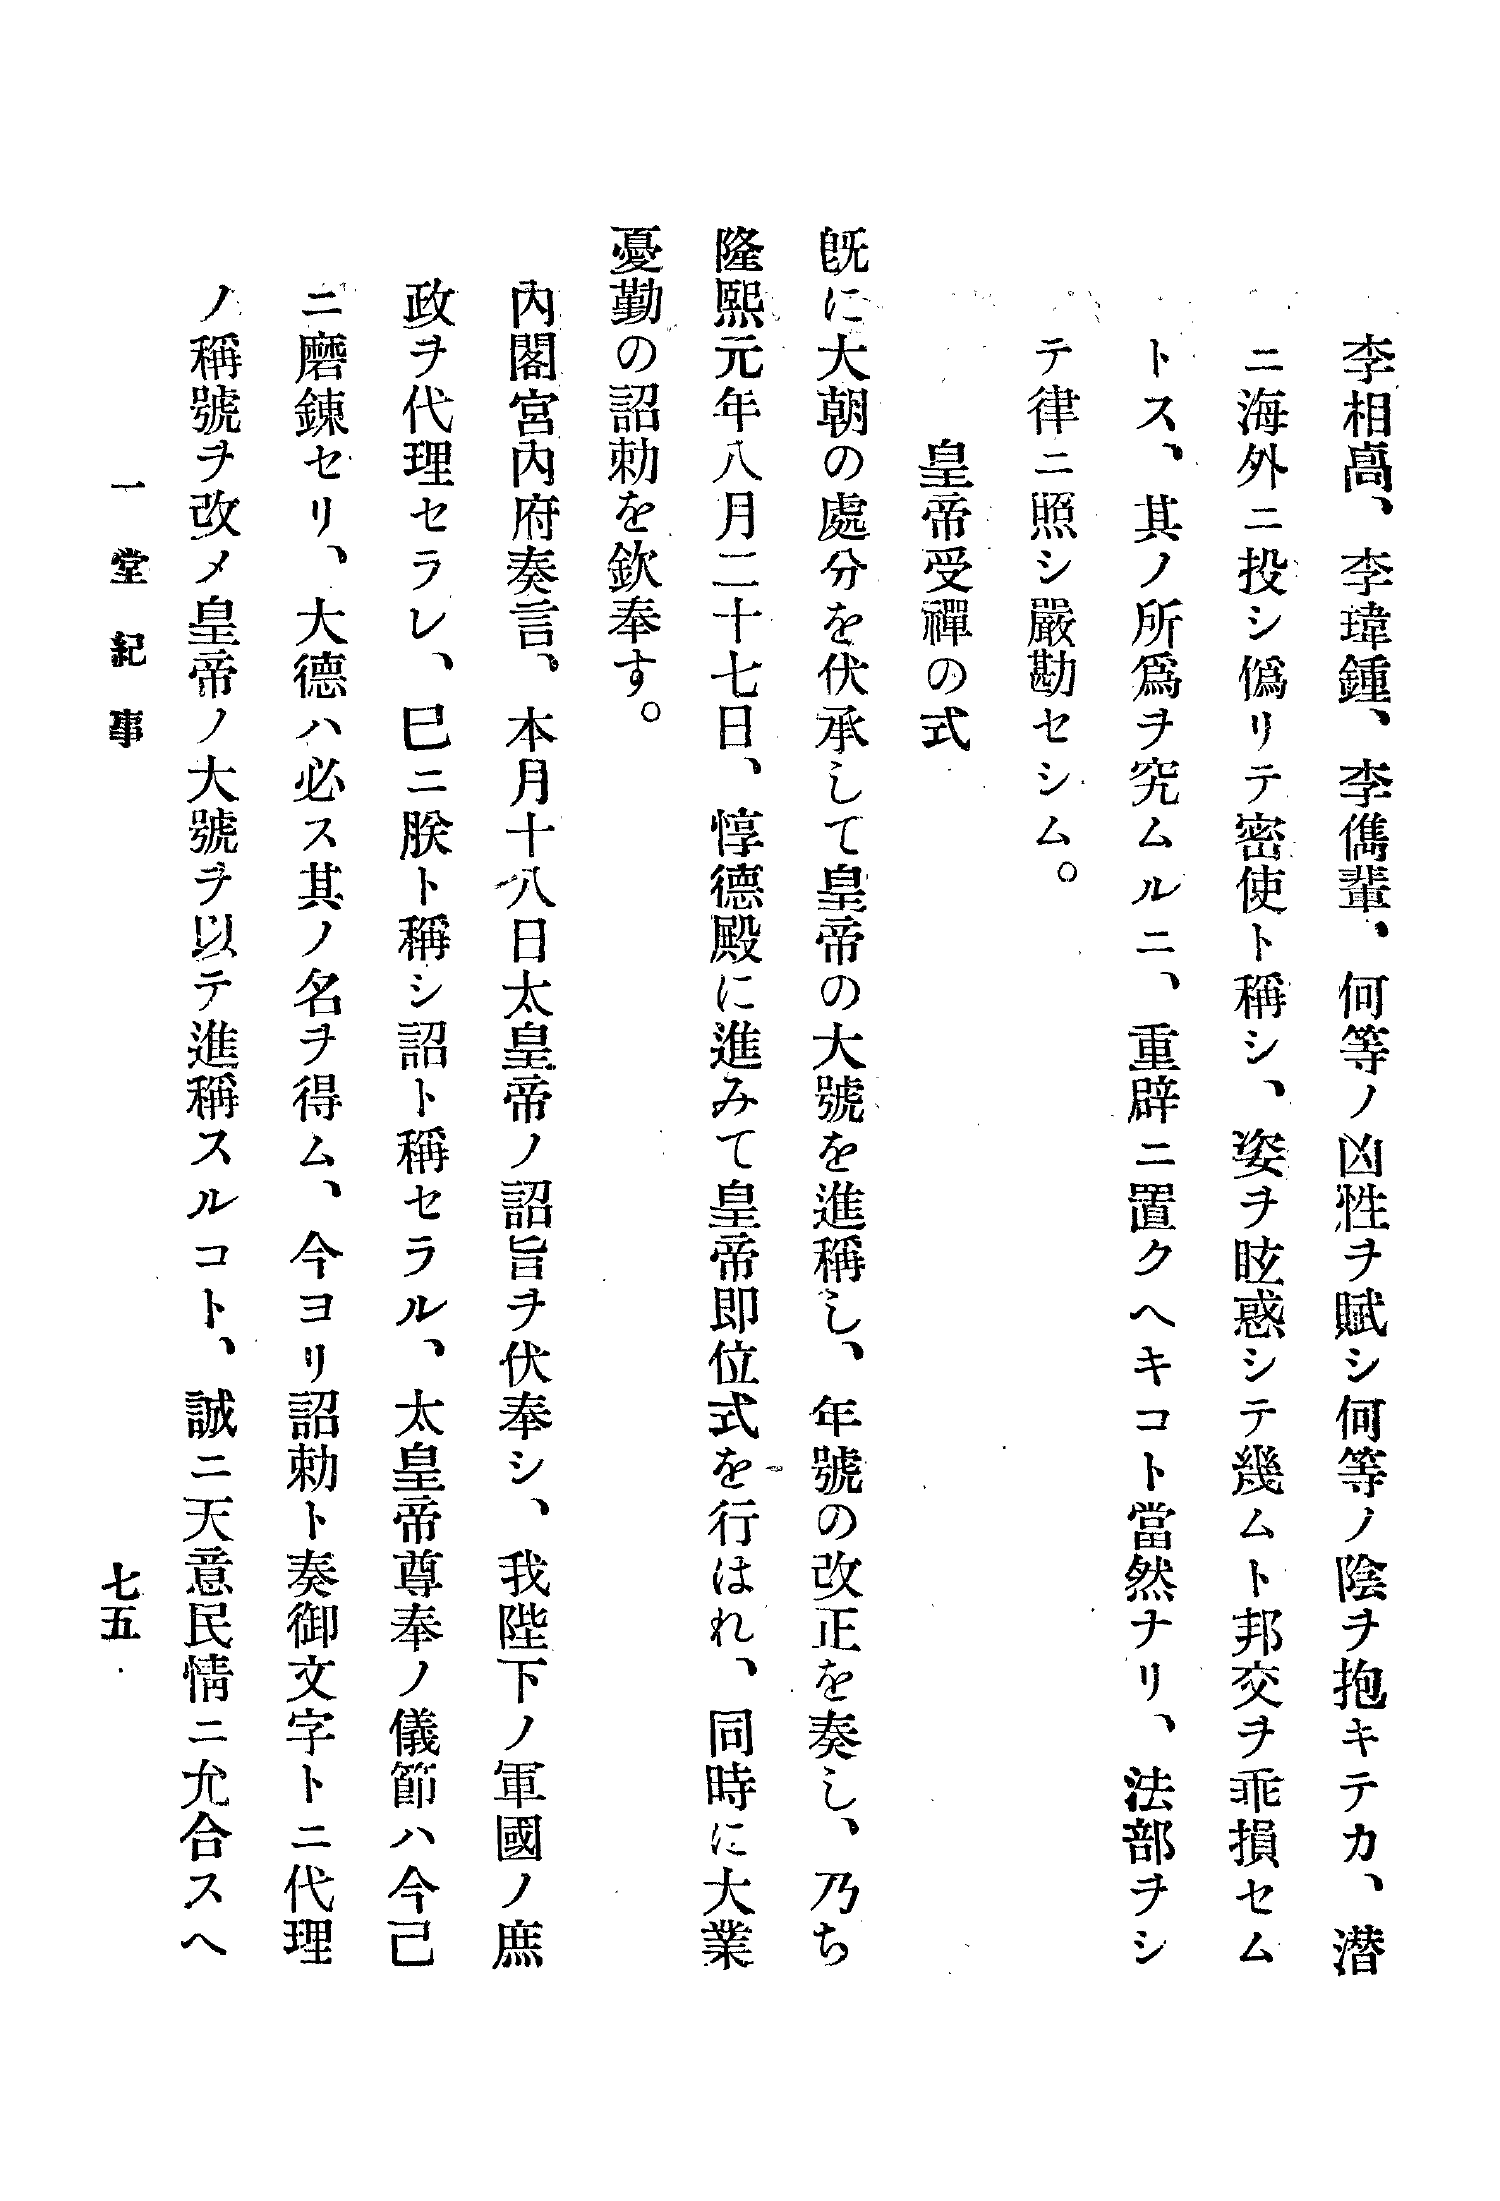 李相卨、李瑋鍾、李儁輩、何等ノ凶性ヲ賦シ何等ノ陰ヲ抱キテカ、潜
ニ海外ニ投シ僞リテ密使ト稱シ、姿ヲ眩惑シテ幾ムト邦交ヲ乖損セム
トス、其ノ所爲ヲ究ムルニ、重辟ニ置クヘキコト當然ナリ、法部ヲシ
テ律ニ照シ嚴勘セシム。
皇帝受禪の式
既に大朝の處分を伏承して皇帝の大號を進稱し、年號の改正を奏し、乃ち
隆熙元年八月二十七日、惇德殿に進みて皇帝即位式を行はれ、同時に大業
憂勤の詔勅を欽奉す。
內閣宮內府奏言、本月十八日太皇帝ノ詔旨ヲ伏奉シ、我陛下ノ軍國ノ庶
政ヲ代理セラレ、巳ニ朕ト稱シ詔ト稱セラル、太皇帝尊奉ノ儀節ハ今己
ニ磨錬セリ、大德ハ必ス其ノ名ヲ得ム、今ヨリ詔勅ト奏御文字トニ代理
ノ稱號ヲ改メ皇帝ノ大號ヲ以テ進稱スルコト、誠ニ天意民情ニ允合スヘ
一堂紀事
七五